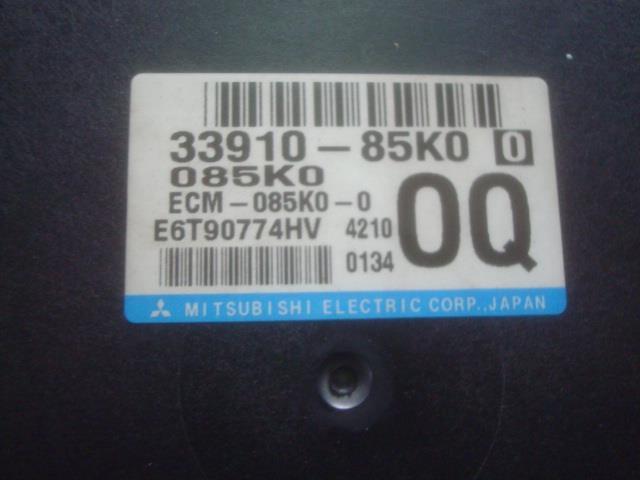 33910-85K0 0
085K0
ECM-085K0-0
E6T90774HV 4210
0134
0Q
MITSUBISHI ELECTRIC CORP.,JAPAN